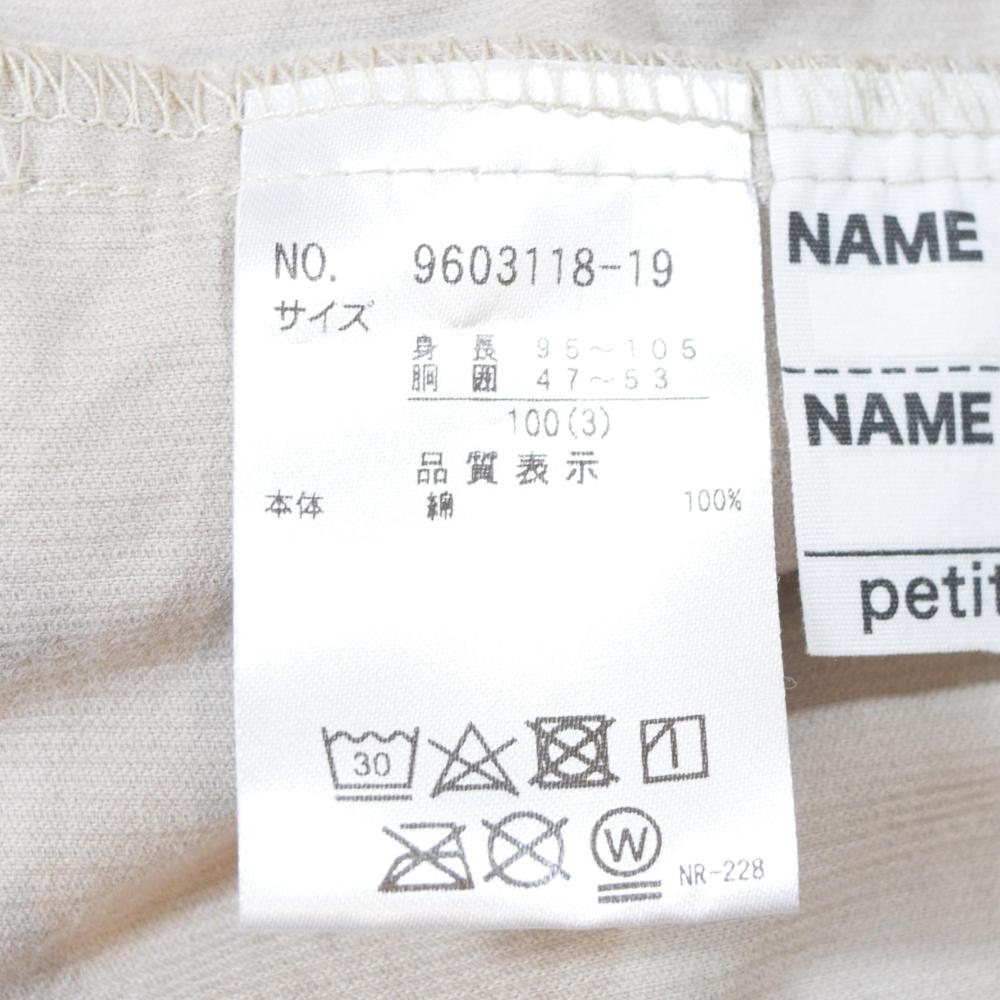 NO. 9603118-19
サイズ
身長 95～105
胴囲 47～53
100(3)
品質表示
本体 綿 100%
30
W
NR-228
NAME
NAME
petit